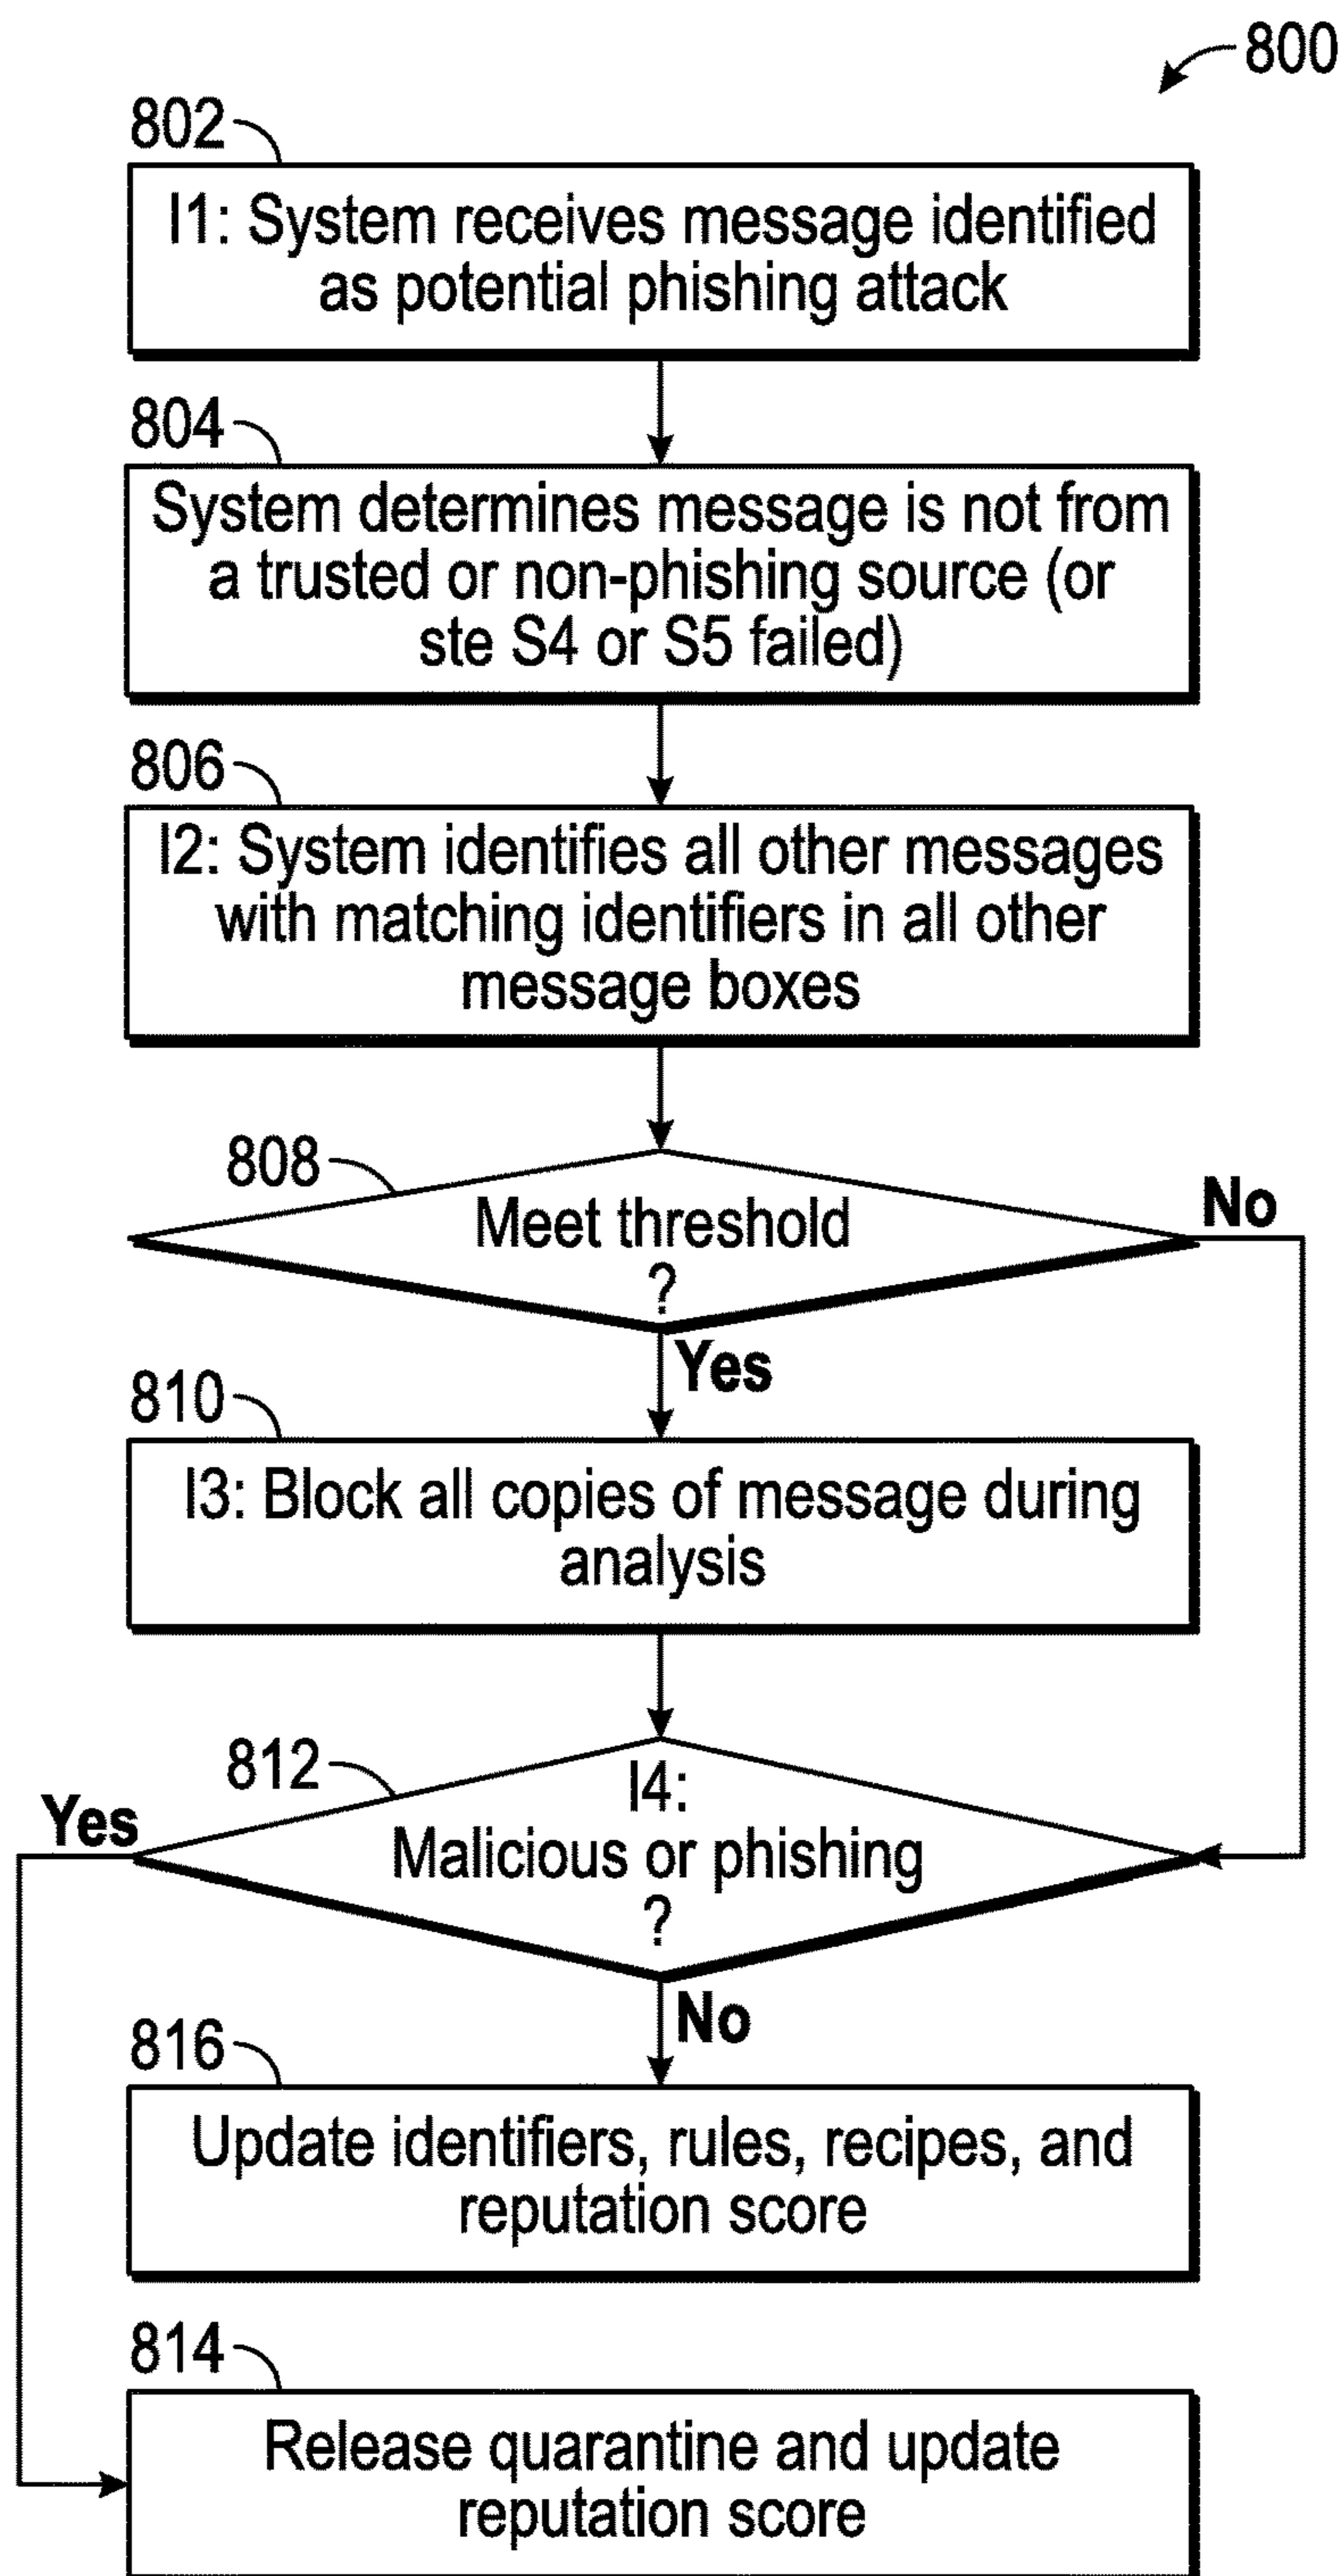 800
802
I1: System receives message identified
as potential phishing attack
804
System determines message is not from
a trusted or non-phishing source (or
ste S4 or S5 failed)
806
I2: System identifies all other messages
with matching identifiers in all other
message boxes
808
Meet threshold
?
No
Yes
810
I3: Block all copies of message during
analysis
812
I4:
Yes
Malicious or phishing
?
No
816
Update identifiers, rules, recipes, and
reputation score
814
Release quarantine and update
reputation score